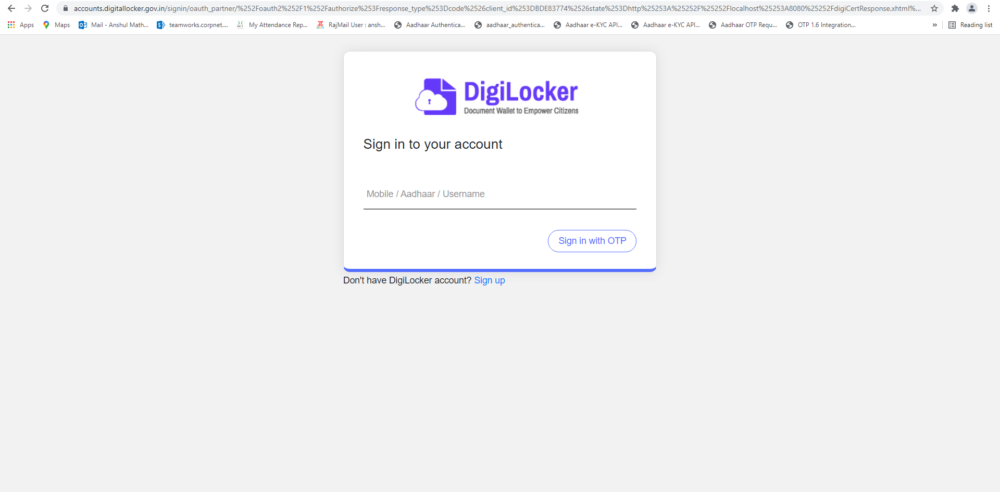 accounts.digitallocker.gov.in/signin/oauth_partner/%252Foauth2%252F1%252Fauthorize%253Fresponse_type%253Dcode%2526client_id%253DBDE83774%2526state%253Dhttp%25253A%25252F%25252Flocalhost%25253A8080%25252FdigiCertResponse.xhtml%...
Apps Maps Mail - Anshul Math... teamworks.corpnet.... My Attendance Rep... RajMail User : ansh... Aadhaar Authentica... aadhaar_authentica... Aadhaar e-KYC API... Aadhaar e-KYC API... Aadhaar OTP Requ... OTP 1.6 Integration... » Reading list
DigiLocker
Document Wallet to Empower Citizens
Sign in to your account
Mobile / Aadhaar / Username
Sign in with OTP
Don't have DigiLocker account? Sign up